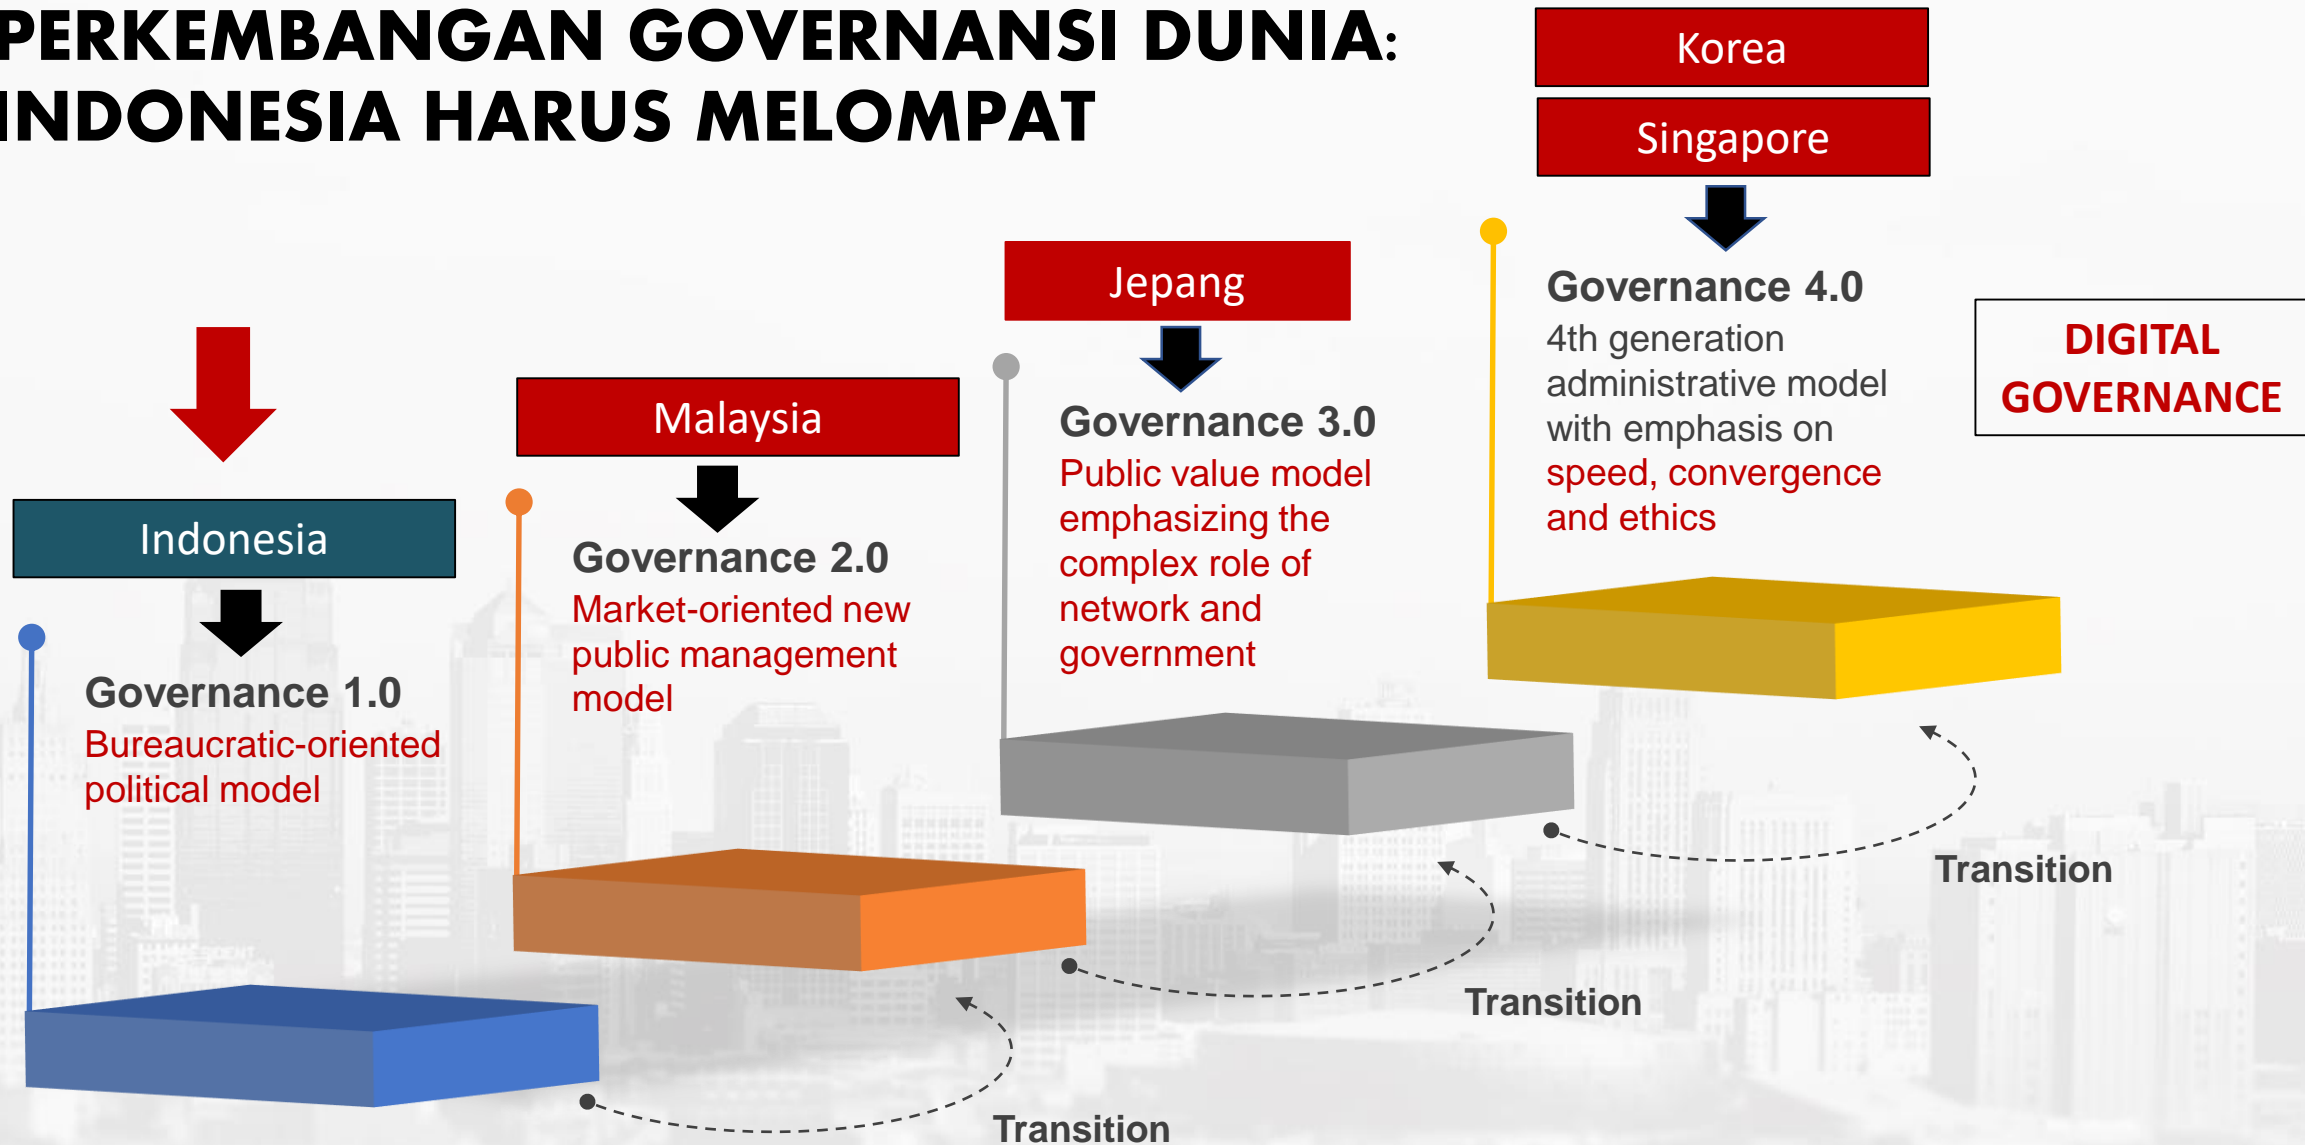 PERKEMBANGAN GOVERNANSI DUNIA:
INDONESIA HARUS MELOMPAT
Korea
Singapore
Governance 4.0
4th generation
administrative model
with emphasis on
speed, convergence
and ethics
DIGITAL
GOVERNANCE
Jepang
Governance 3.0
Public value model
emphasizing the
complex role of
network and
government
Malaysia
Governance 2.0
Market-oriented new
public management
model
Indonesia
Governance 1.0
Bureaucratic-oriented
political model
Transition
Transition
Transition